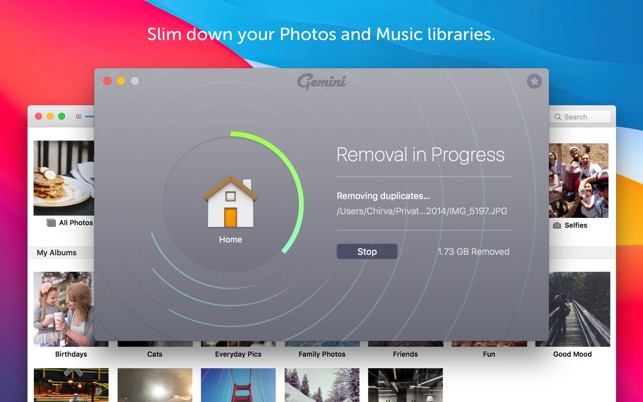 Slim down your Photos and Music libraries.
Gemini
Search
Removal in Progress
Removing duplicates...
/Users/Chirva/Privat...2014/IMG_5197.JPG
Home
Stop
1.73 GB Removed
All Photos
Selfies
My Albums
Birthdays
Cats
Everyday Pics
Family Photos
Friends
Fun
Good Mood